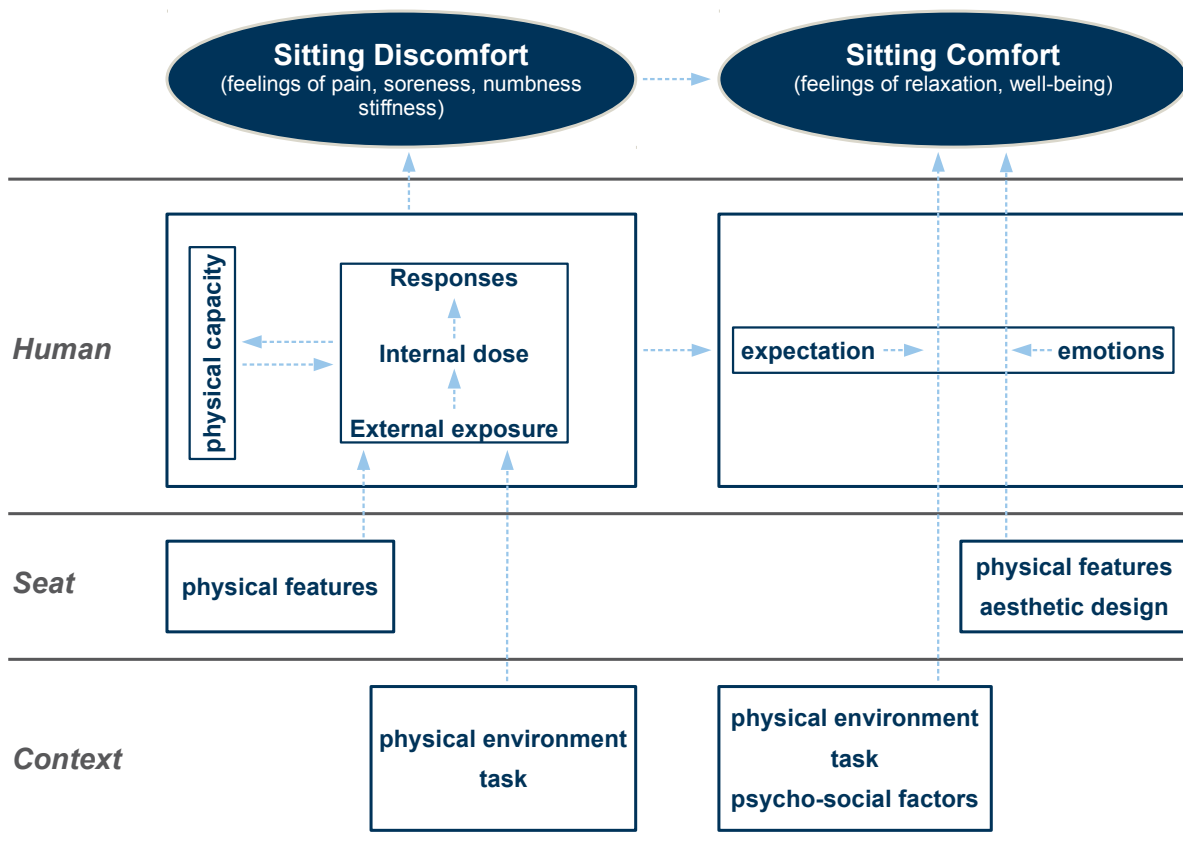 Sitting Discomfort
(feelings of pain, soreness, numbness
stiffness)
Sitting Comfort
(feelings of relaxation, well-being)
Human
physical capacity
Responses
Internal dose
External exposure
expectation
emotions
Seat
physical features
physical features
aesthetic design
Context
physical environment
task
physical environment
task
psycho-social factors